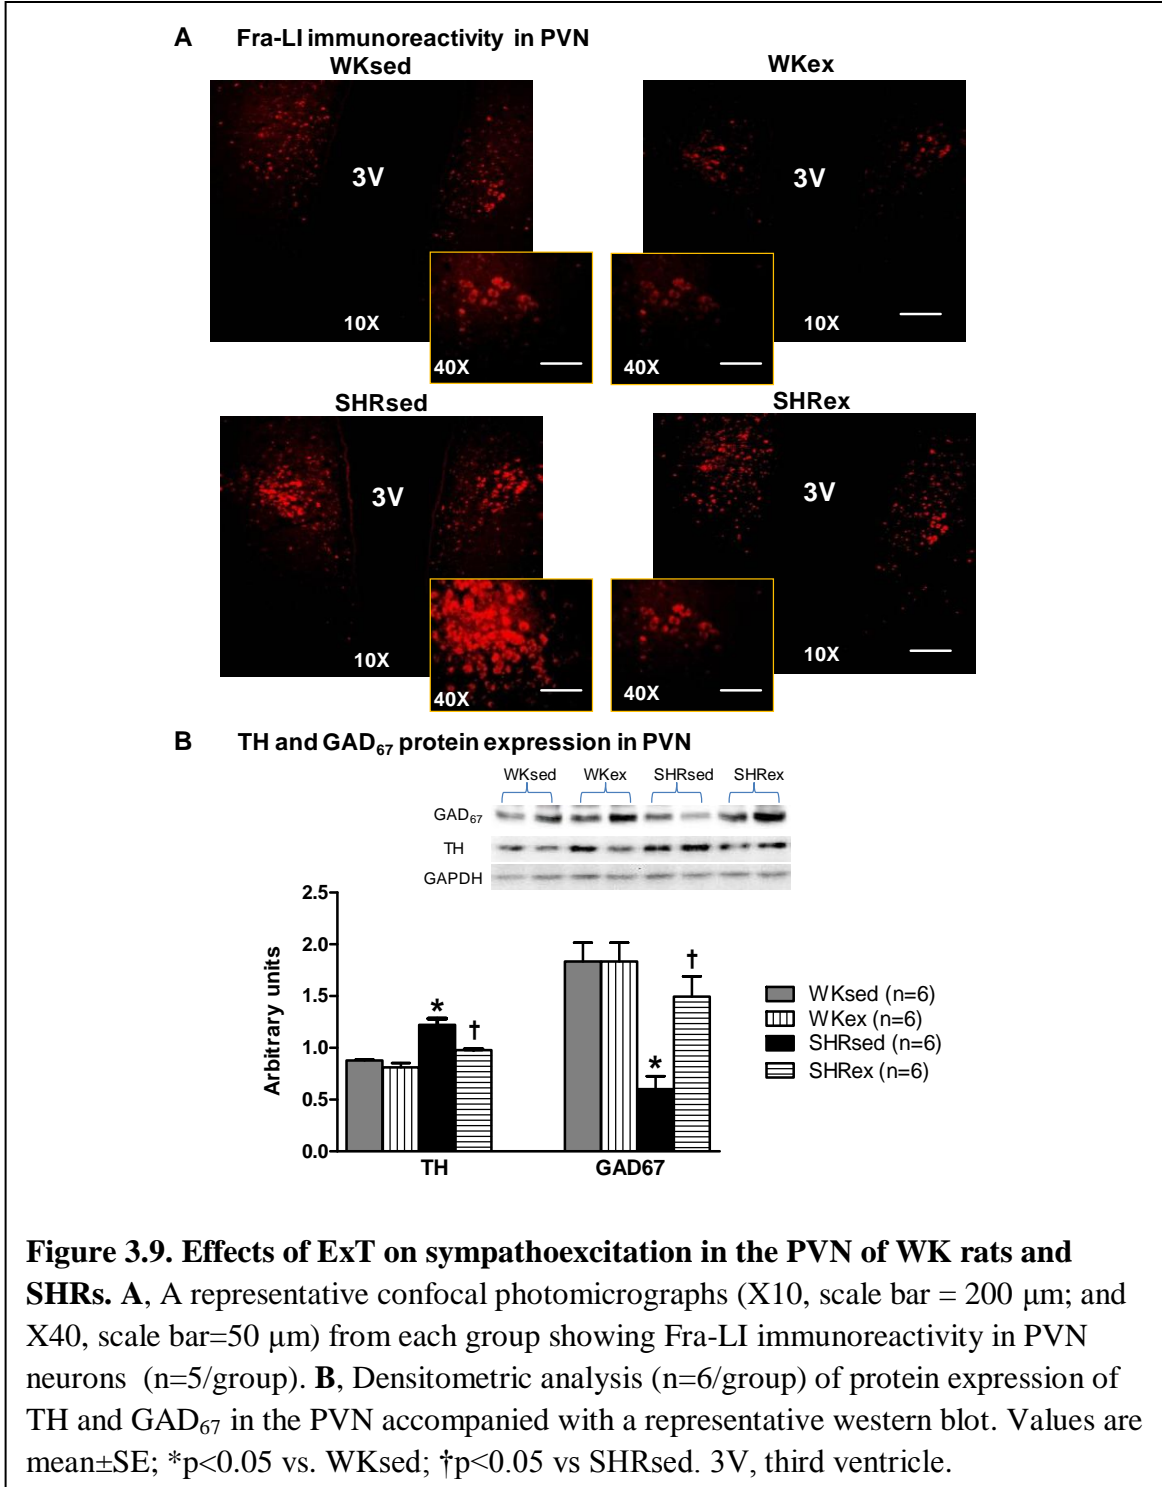 A Fra-LI immunoreactivity in PVN
WKsed
WKex
3V
3V
10X
40X
40X
10X
SHRsed
SHRex
3V
3V
10X
40X
40X
10X
B TH and GAD67 protein expression in PVN
WKsed WKex SHRsed SHRex
GAD67
TH
GAPDH
2.5
2.0
1.5
1.0
0.5
0.0
Arbitrary units
* †
* †
TH GAD67
WKsed (n=6)
WKex (n=6)
SHRsed (n=6)
SHRex (n=6)
Figure 3.9. Effects of ExT on sympathoexcitation in the PVN of WK rats and
SHRs. A, A representative confocal photomicrographs (X10, scale bar = 200 µm; and
X40, scale bar=50 µm) from each group showing Fra-LI immunoreactivity in PVN
neurons (n=5/group). B, Densitometric analysis (n=6/group) of protein expression of
TH and GAD67 in the PVN accompanied with a representative western blot. Values are
mean±SE; *p<0.05 vs. WKsed; †p<0.05 vs SHRsed. 3V, third ventricle.